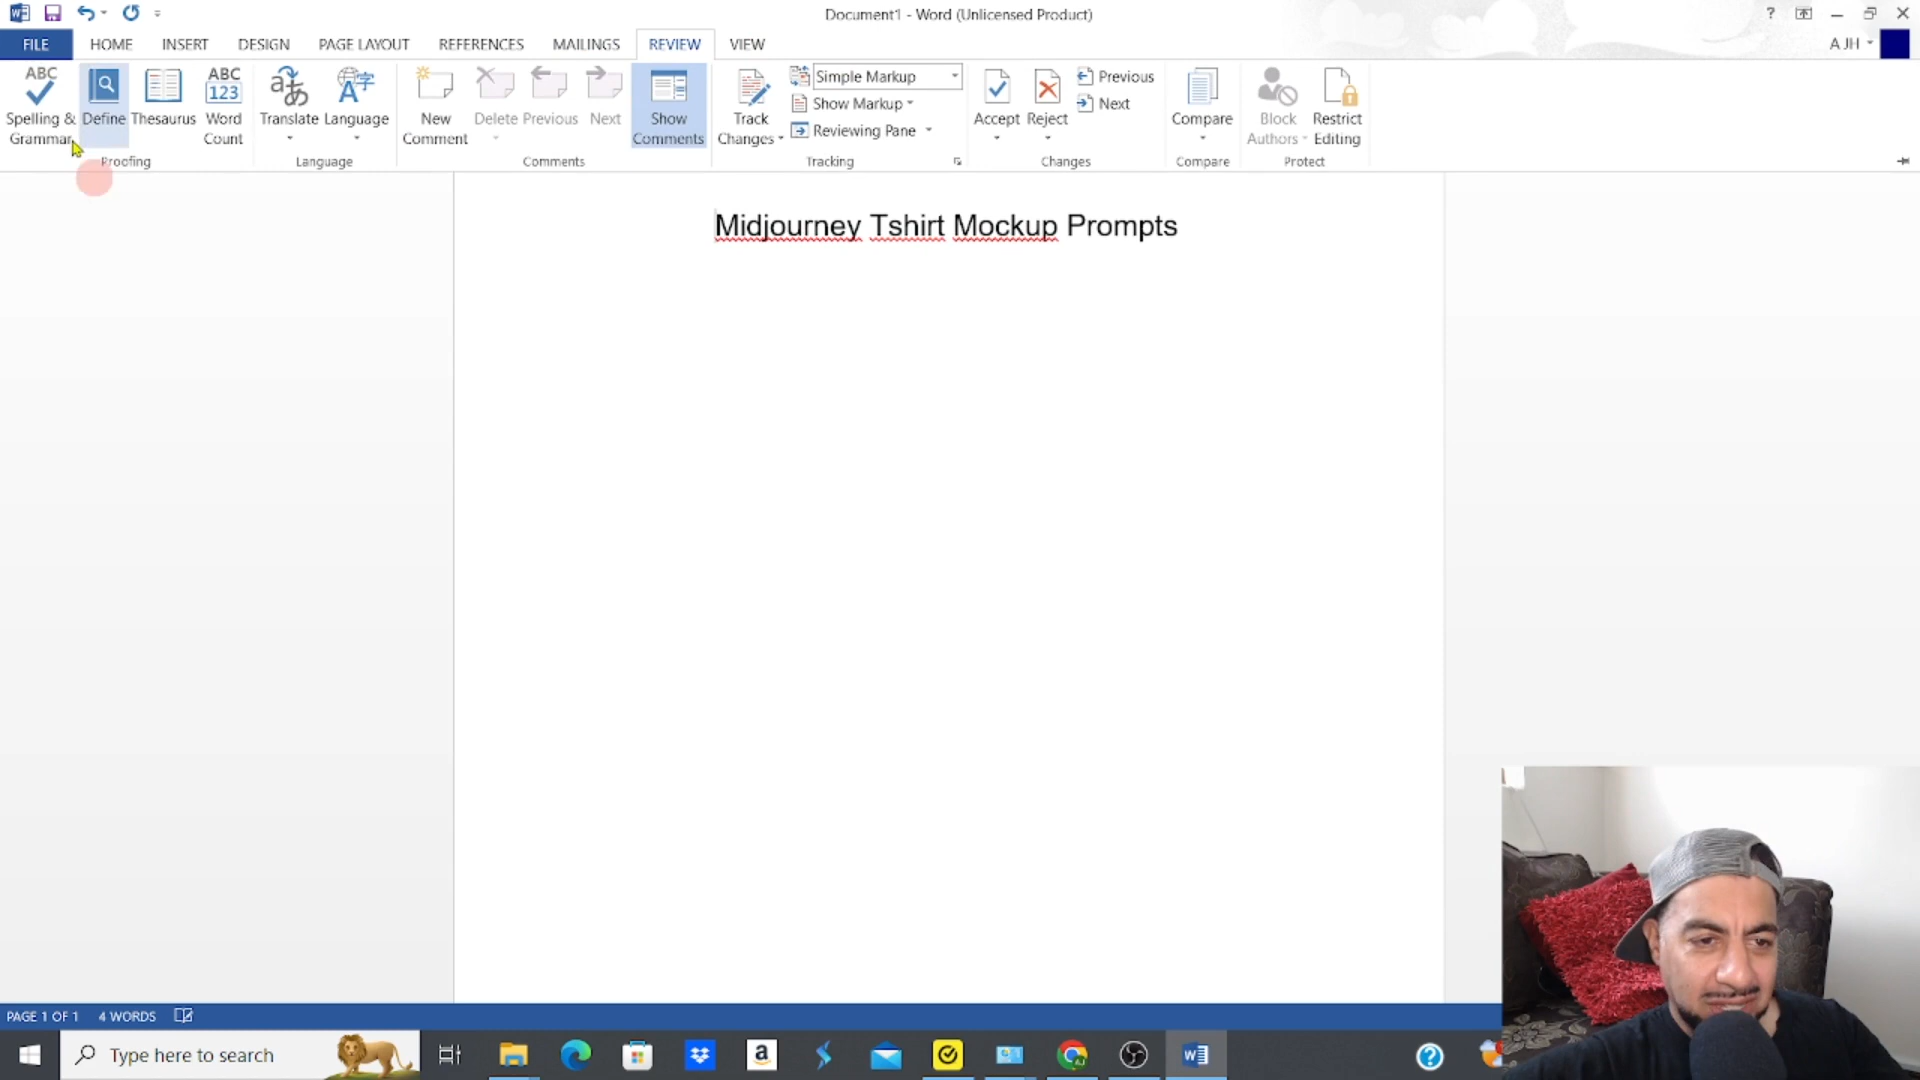 Document1 - Word (Unlicensed Product)
?
FILE HOME INSERT DESIGN PAGE LAYOUT REFERENCES MAILINGS REVIEW VIEW
A JH
ABC
Spelling & Grammar
Define
Thesaurus
ABC
123
Word Count
Proofing
Translate
Language
Language
New Comment
Delete
Previous
Next
Show Comments
Comments
Track Changes
Simple Markup
Show Markup
Reviewing Pane
Tracking
Accept
Reject
Previous
Next
Changes
Compare
Compare
Block Authors
Restrict Editing
Protect
Midjourney Tshirt Mockup Prompts
PAGE 1 OF 1 4 WORDS
Type here to search